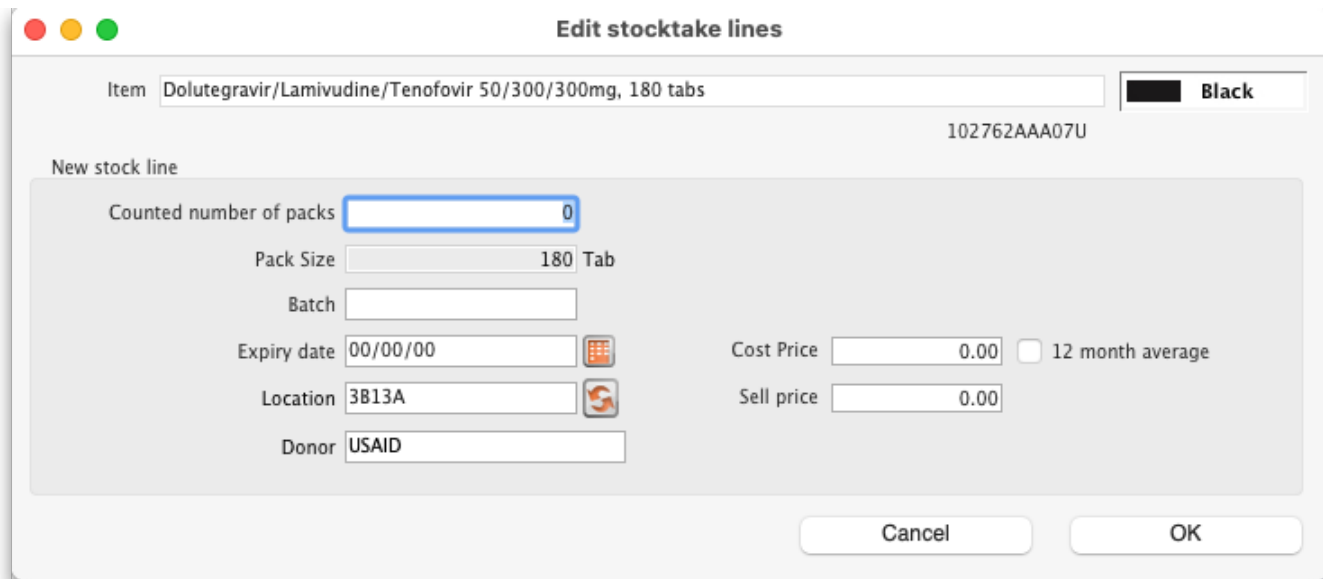 Edit stocktake lines
Item Dolutegravir/Lamivudine/Tenofovir 50/300/300mg, 180 tabs Black
102762AAA07U
New stock line
Counted number of packs 0
Pack Size 180 Tab
Batch
Expiry date 00/00/00 Cost Price 0.00 12 month average
Location 3B13A Sell price 0.00
Donor USAID
Cancel OK